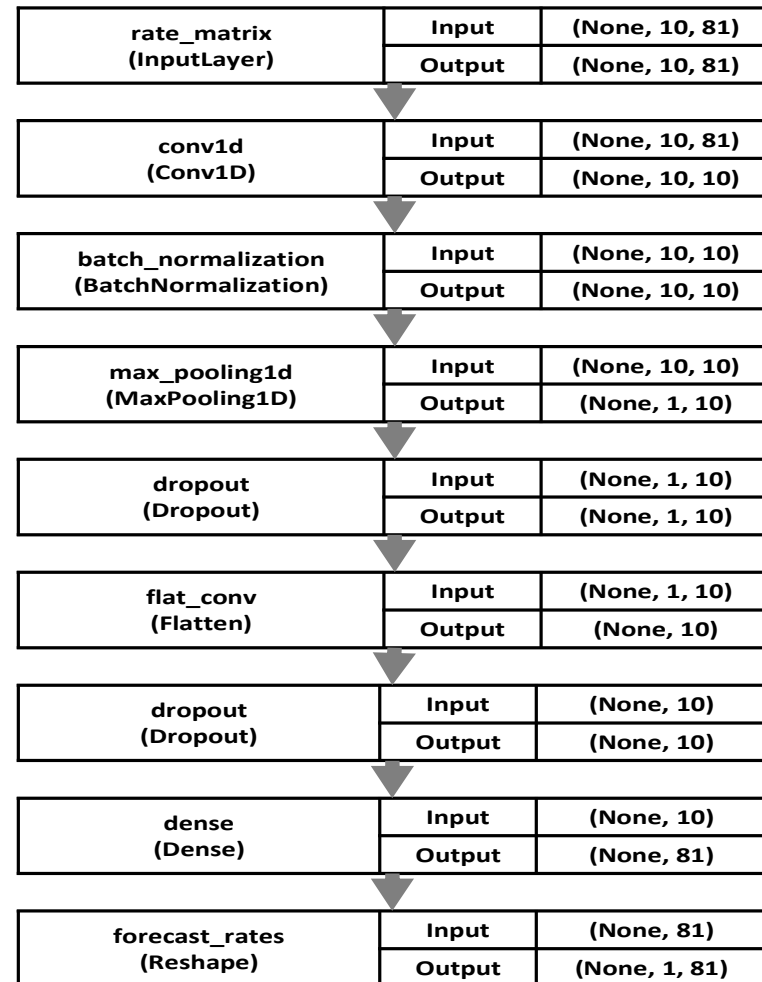 rate_matrix
(InputLayer)
Input
(None, 10, 81)
Output
(None, 10, 81)
conv1d
(Conv1D)
Input
(None, 10, 81)
Output
(None, 10, 10)
batch_normalization
(BatchNormalization)
Input
(None, 10, 10)
Output
(None, 10, 10)
max_pooling1d
(MaxPooling1D)
Input
(None, 10, 10)
Output
(None, 1, 10)
dropout
(Dropout)
Input
(None, 1, 10)
Output
(None, 1, 10)
flat_conv
(Flatten)
Input
(None, 1, 10)
Output
(None, 10)
dropout
(Dropout)
Input
(None, 10)
Output
(None, 10)
dense
(Dense)
Input
(None, 10)
Output
(None, 81)
forecast_rates
(Reshape)
Input
(None, 81)
Output
(None, 1, 81)